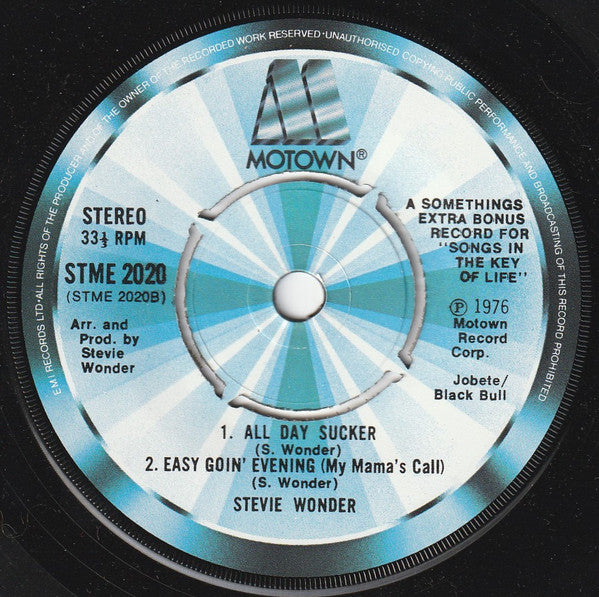 EMI RECORDS LTD·ALL RIGHTS OF THE PRODUCER AND OF THE OWNER OF THE RECORDED WORK RESERVED·UNAUTHORISED COPYING PUBLIC PERFORMANCE AND BROADCASTING OF THIS RECORD PROHIBITED
MOTOWN®
STEREO
33⅓ RPM
STME 2020
(STME 2020B)
Arr. and
Prod. by
Stevie
Wonder
A SOMETHINGS
EXTRA BONUS
RECORD FOR
"SONGS IN
THE KEY
OF LIFE"
Ⓟ 1976
Motown
Record
Corp.
Jobete/
Black Bull
1. ALL DAY SUCKER
(S. Wonder)
2. EASY GOIN' EVENING (My Mama's Call)
(S. Wonder)
STEVIE WONDER